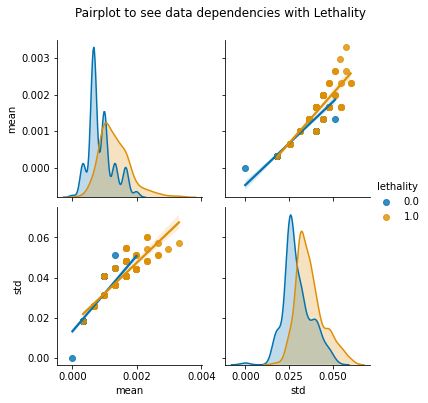 Pairplot to see data dependencies with Lethality
0.003
0.002
0.001
0.000
mean
lethality
0.0
1.0
0.06
0.04
0.02
0.00
std
0.000 0.002 0.004
mean
0.000 0.025 0.050
std